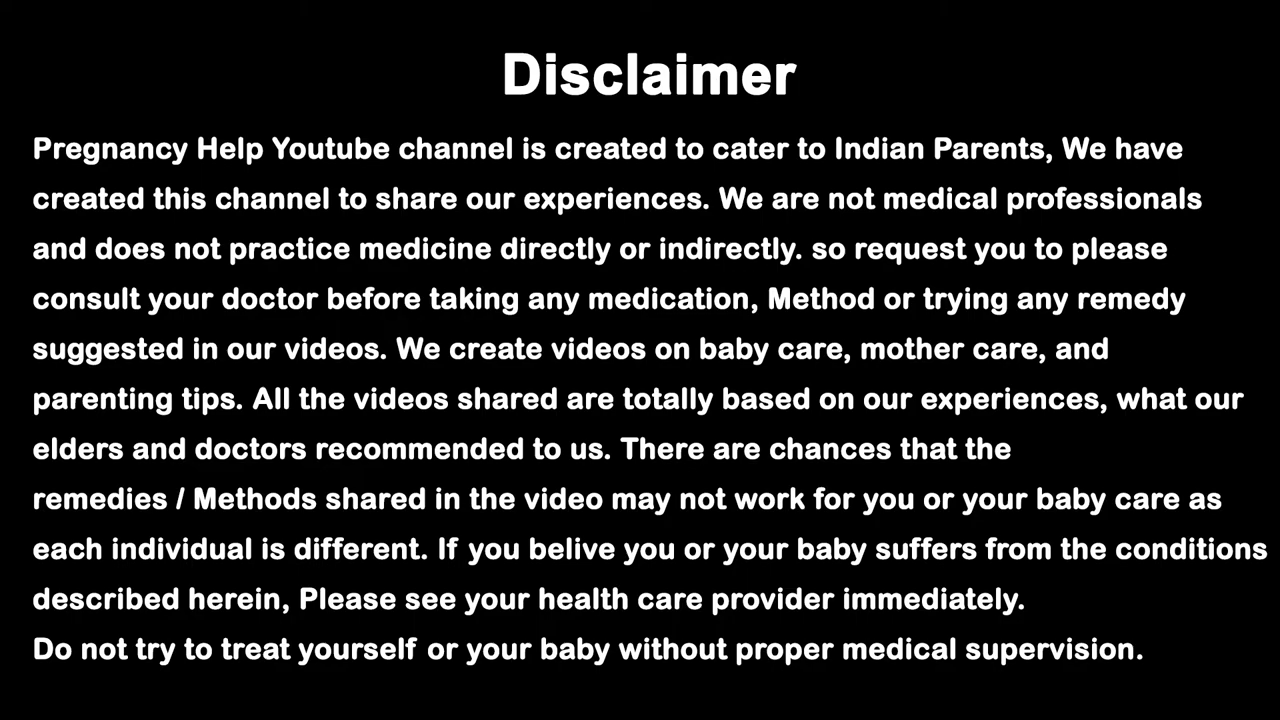 Disclaimer
Pregnancy Help Youtube channel is created to cater to Indian Parents, We have
created this channel to share our experiences. We are not medical professionals
and does not practice medicine directly or indirectly. so request you to please
consult your doctor before taking any medication, Method or trying any remedy
suggested in our videos. We create videos on baby care, mother care, and
parenting tips. All the videos shared are totally based on our experiences, what our
elders and doctors recommended to us. There are chances that the
remedies / Methods shared in the video may not work for you or your baby care as
each individual is different. If you belive you or your baby suffers from the conditions
described herein, Please see your health care provider immediately.
Do not try to treat yourself or your baby without proper medical supervision.